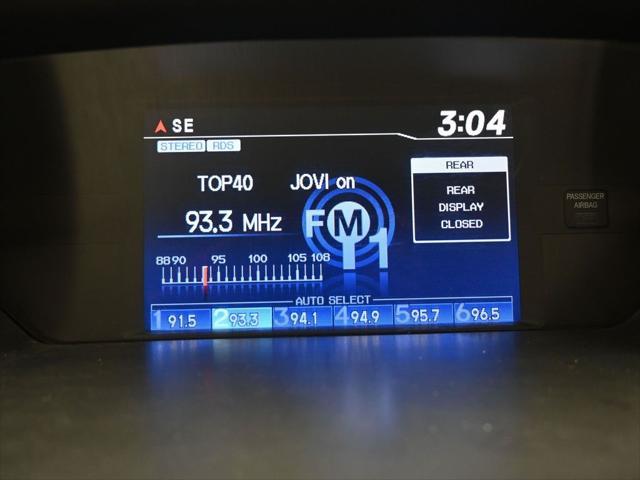 SE
3:04
STEREO RDS
TOP40 JOVI on
93.3 MHz
FM1
REAR
REAR
DISPLAY
CLOSED
PASSENGER
AIRBAG
88 90 95 100 105 108
AUTO SELECT
1 91.5 2 93.3 3 94.1 4 94.9 5 95.7 6 96.5